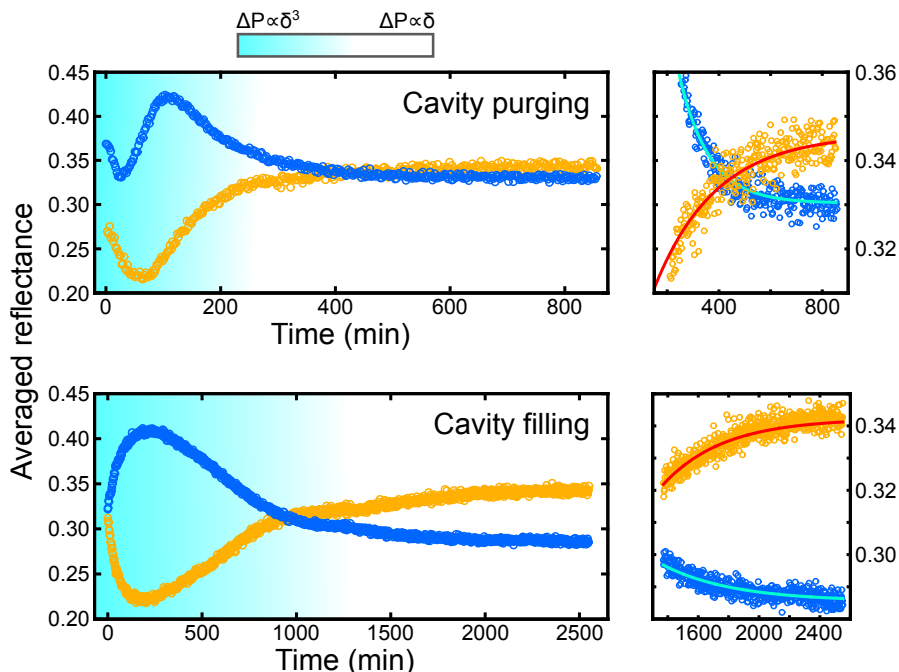 ΔP∝δ³ ΔP∝δ
0.45
0.40
0.35
0.30
0.25
0.20
Cavity purging
0 200 400 600 800
Time (min)
0.36
0.34
0.32
400 600 800
Averaged reflectance
0.45
0.40
0.35
0.30
0.25
0.20
Cavity filling
0 500 1000 1500 2000 2500
Time (min)
0.34
0.32
0.30
1600 2000 2400